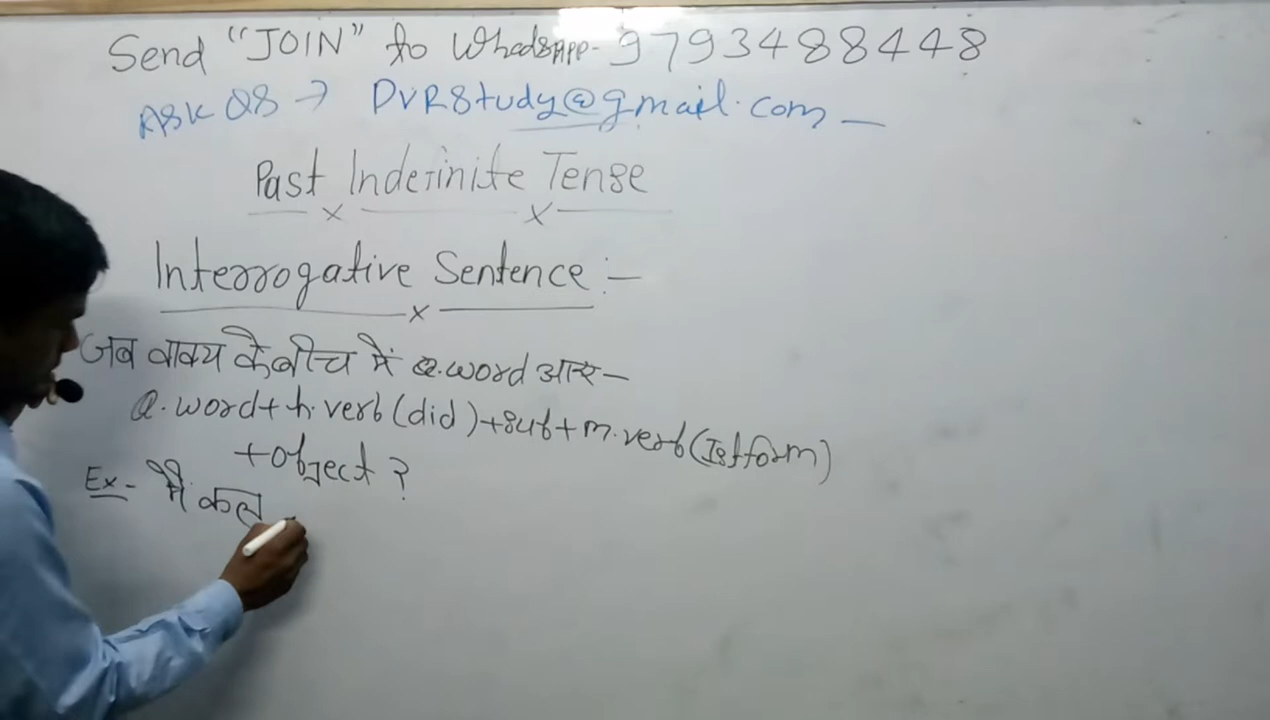 Send "JOIN" to WhatsApp- 9793488448
ASK QS → DVRStudy@gmail.com
Past Indefinite Tense
Interrogative Sentence :-
जब वाक्य के बीच में Q.word आए-
Q.word + h.verb (did) + sub + m.verb (Ist form)
+ object ?
Ex- मैं कल